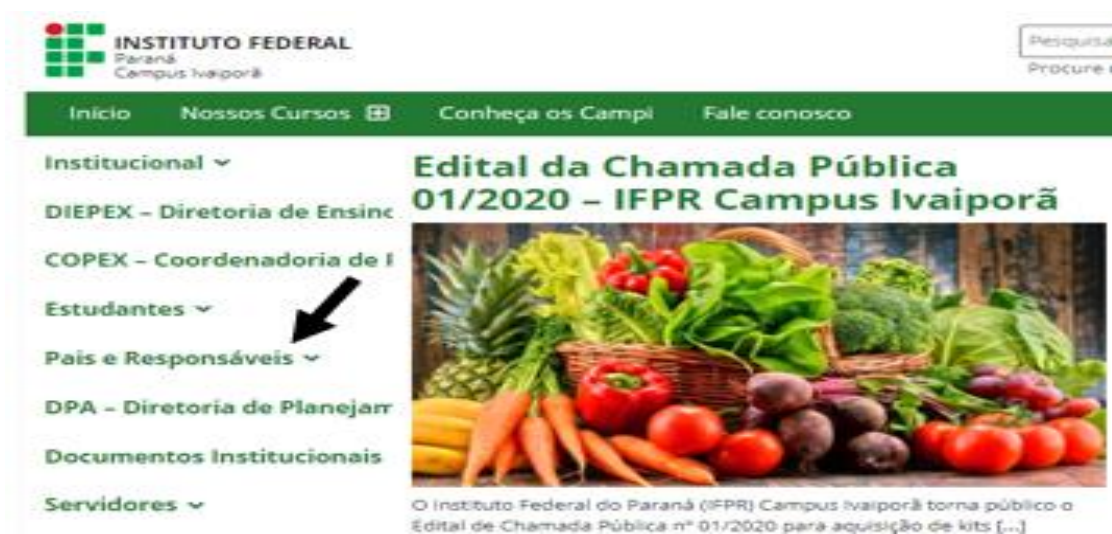 INSTITUTO FEDERAL
Paraná
Campus Ivaiporã
Pesquisa
Procure
Início Nossos Cursos Conheça os Campi Fale conosco
Institucional
DIEPEX – Diretoria de Ensino
COPEX – Coordenadoria de
Estudantes
Pais e Responsáveis
DPA – Diretoria de
Documentos Institucionais
Servidores
Edital da Chamada Pública
01/2020 – IFPR Campus Ivaiporã
O Instituto Federal do Paraná (IFPR) Campus Ivaiporã torna público o
Edital de Chamada Pública nº 01/2020 para aquisição de kits [...]